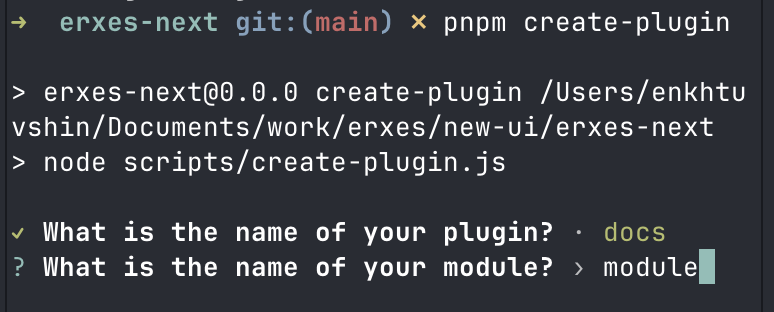 → erxes-next git:(main) ✗ pnpm create-plugin
> erxes-next@0.0.0 create-plugin /Users/enkhtu
vshin/Documents/work/erxes/new-ui/erxes-next
> node scripts/create-plugin.js
✔ What is the name of your plugin? · docs
? What is the name of your module? › module